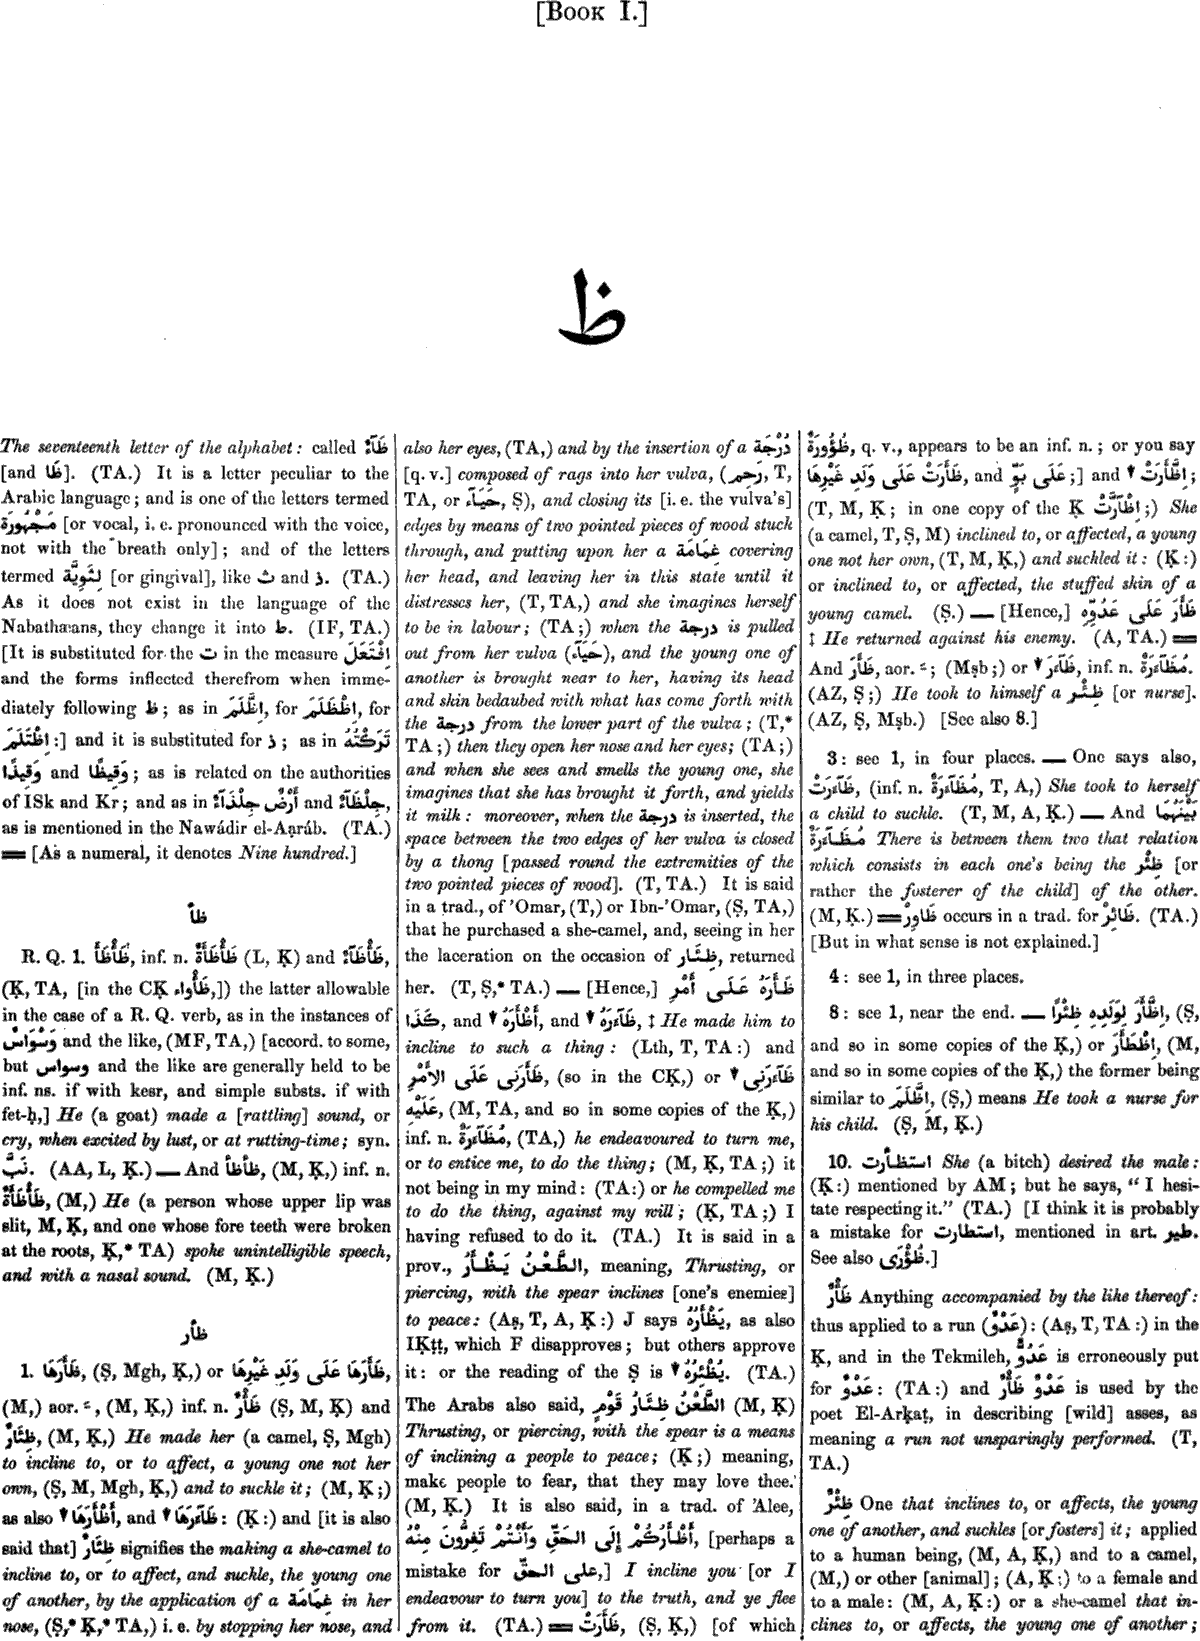 [BOOK I.]
ظ
The seventeenth letter of the alphabet: called ظَآءٌ
[and ظَا]. (TA.) It is a letter peculiar to the
Arabic language; and is one of the letters termed
مَجْهُورَة [or vocal, i. e. pronounced with the voice,
not with the breath only]; and of the letters
termed لِثَوِيَّة [or gingival], like ث and ذ. (TA.)
As it does not exist in the language of the
Nabathæans, they change it into ط. (IF, TA.)
[It is substituted for the ت in the measure اِفْتَعَلَ
and the forms inflected therefrom when imme-
diately following ظ; as in اِظَّلَمَ, for اِظْظَلَمَ, for
اِظْتَلَمَ:] and it is substituted for ذ; as in تَرَكْتُهُ
وَقِيظًا and وَقِيذًا; as is related on the authorities
of ISk and Kr; and as in أَرْضٌ جِلْذَآءٌ and جِلْظَآءٌ,
as is mentioned in the Nawádir el-Aạráb. (TA.)
═ [As a numeral, it denotes Nine hundred.]
ظأ
R. Q. 1. ظَأْظَأَ, inf. n. ظَأْظَأَةٌ (L, Ḳ) and ظَأْظَآءٌ,
(Ḳ, TA, [in the CḲ ظَأْواء,]) the latter allowable
in the case of a R. Q. verb, as in the instances of
وَسْوَاسٌ and the like, (MF, TA,) [accord. to some,
but وسواس and the like are generally held to be
inf. ns. if with kesr, and simple substs. if with
fet-ḥ,] He (a goat) made a [rattling] sound, or
cry, when excited by lust, or at rutting-time; syn.
نَبَّ. (AA, L, Ḳ.) — And ظأظأ, (M, Ḳ,) inf. n.
ظَأْظَأَةٌ, (M,) He (a person whose upper lip was
slit, M, Ḳ, and one whose fore teeth were broken
at the roots, Ḳ,* TA) spoke unintelligible speech,
and with a nasal sound. (M, Ḳ.)
ظأر
1. ظَأَرَهَا, (Ṣ, Mgh, Ḳ,) or ظَأَرَهَا عَلَى وَلَدِ غَيْرِهَا,
(M,) aor. ـَ, (M, Ḳ,) inf. n. ظَأْرٌ (Ṣ, M, Ḳ) and
ظِئَارٌ, (M, Ḳ,) He made her (a camel, Ṣ, Mgh)
to incline to, or to affect, a young one not her
own, (Ṣ, M, Mgh, Ḳ,) and to suckle it; (M, Ḳ;)
as also ▼ أَظْأَرَهَا, and ▼ ظَآءَرَهَا: (Ḳ:) and [it is also
said that] ظِئَارٌ signifies the making a she-camel to
incline to, or to affect, and suckle, the young one
of another, by the application of a غِمَامَة in her
nose, (Ṣ,* Ḳ,* TA,) i. e. by stopping her nose, and
also her eyes, (TA,) and by the insertion of a دُرْجَة
[q. v.] composed of rags into her vulva, (رَحِم, T,
TA, or حَيَآء, Ṣ), and closing its [i. e. the vulva's]
edges by means of two pointed pieces of wood stuck
through, and putting upon her a غِمَامَة covering
her head, and leaving her in this state until it
distresses her, (T, TA,) and she imagines herself
to be in labour; (TA;) when the درجة is pulled
out from her vulva (حَيَآء), and the young one of
another is brought near to her, having its head
and skin bedaubed with what has come forth with
the درجة from the lower part of the vulva; (T,*
TA;) then they open her nose and her eyes; (TA;)
and when she sees and smells the young one, she
imagines that she has brought it forth, and yields
it milk: moreover, when the درجة is inserted, the
space between the two edges of her vulva is closed
by a thong [passed round the extremities of the
two pointed pieces of wood]. (T, TA.) It is said
in a trad., of 'Omar, (T,) or Ibn-'Omar, (Ṣ, TA,)
that he purchased a she-camel, and, seeing in her
the laceration on the occasion of ظِئَار, returned
her. (T, Ṣ,* TA.) — [Hence,] ظَأَرَهُ عَلَى أَمْرِ
كَذَا, and ▼ أَظْأَرَهُ, and ▼ ظَآءَرَهُ, ‡ He made him to
incline to such a thing: (Lth, T, TA:) and
ظَأَرَنِى عَلَى الأَمْرِ, (so in the CḲ,) or ▼ ظَآءَرَنِى
عَلَيْهِ, (M, TA, and so in some copies of the Ḳ,)
inf. n. مُظَآءَرَةٌ, (TA,) he endeavoured to turn me,
or to entice me, to do the thing; (M, Ḳ, TA;) it
not being in my mind: (TA:) or he compelled me
to do the thing, against my will; (Ḳ, TA;) I
having refused to do it. (TA.) It is said in a
prov., الطَّعْنُ يَظْأَرُ, meaning, Thrusting, or
piercing, with the spear inclines [one's enemies]
to peace: (Aṣ, T, A, Ḳ:) J says يَظْأَرُهُ, as also
IḲṭṭ, which F disapproves; but others approve
it: or the reading of the Ṣ is ▼ يُظْئِرُهُ. (TA.)
The Arabs also said, الطَّعْنُ ظِئَارُ قَوْمٍ (M, Ḳ)
Thrusting, or piercing, with the spear is a means
of inclining a people to peace; (Ḳ;) meaning,
make people to fear, that they may love thee.
(M, Ḳ.) It is also said, in a trad. of 'Alee,
أَظْأَرُكُمْ إِلَى الحَقِّ وَأَنْتُمْ تَفِرُّونَ مِنْهُ, [perhaps a
mistake for على الحقّ,] I incline you [or I
endeavour to turn you] to the truth, and ye flee
from it. (TA.) ═ ظَأَرَتْ, (Ṣ, Ḳ,) [of which
ظُؤُورَةٌ, q. v., appears to be an inf. n.; or you say
ظَأَرَتْ عَلَى وَلَدِ غَيْرِهَا, and عَلَى بَوٍّ;] and ▼ اِظَّأَرَتْ;
(T, M, Ḳ; in one copy of the Ḳ اِظْآرَّتْ;) She
(a camel, T, Ṣ, M) inclined to, or affected, a young
one not her own, (T, M, Ḳ,) and suckled it: (Ḳ:)
or inclined to, or affected, the stuffed skin of a
young camel. (Ṣ.) — [Hence,] ظَأَرَ عَلَى عَدُوِّهِ
‡ He returned against his enemy. (A, TA.) ═
And ظَأَرَ, aor. ـَ; (Mṣb;) or ▼ ظَآءَرَ, inf. n. مُظَآءَرَةٌ.
(AZ, Ṣ;) He took to himself a ظِئْر [or nurse].
(AZ, Ṣ, Mṣb.) [See also 8.]
3: see 1, in four places. — One says also,
ظَآءَرَتْ, (inf. n. مُظَآءَرَةٌ, T, A,) She took to herself
a child to suckle. (T, M, A, Ḳ.) — And بَيْنَهُمَا
مُظَآءَرَةٌ There is between them two that relation
which consists in each one's being the ظِئْر [or
rather the fosterer of the child] of the other.
(M, Ḳ.) ═ ظَاوِرْ occurs in a trad. for ظَائِرْ. (TA.)
[But in what sense is not explained.]
4: see 1, in three places.
8: see 1, near the end. — اِظَّأَرَ لِوَلَدِهِ ظِئْرًا, (Ṣ,
and so in some copies of the Ḳ,) or اِظْطَأَرَ, (M,
and so in some copies of the Ḳ,) the former being
similar to اِظَّلَمَ, (Ṣ,) means He took a nurse for
his child. (Ṣ, M, Ḳ.)
10. استظأرت She (a bitch) desired the male:
(Ḳ:) mentioned by AM; but he says, "I hesi-
tate respecting it." (TA.) [I think it is probably
a mistake for استطارت, mentioned in art. طير.
See also ظُؤْرَى.]
ظَأْرٌ Anything accompanied by the like thereof:
thus applied to a run (عَدْوٌ): (Aṣ, T, TA:) in the
Ḳ, and in the Tekmileh, عَدُوٌّ is erroneously put
for عَدْوٌ: (TA:) and عَدْوٌ ظَأْرٌ is used by the
poet El-Arḳaṭ, in describing [wild] asses, as
meaning a run not unsparingly performed. (T,
TA.)
ظِئْرٌ One that inclines to, or affects, the young
one of another, and suckles [or fosters] it; applied
to a human being, (M, A, Ḳ,) and to a camel,
(M,) or other [animal]; (A, Ḳ:) to a female and
to a male: (M, A, Ḳ:) or a she-camel that in-
clines to, or affects, the young one of another;